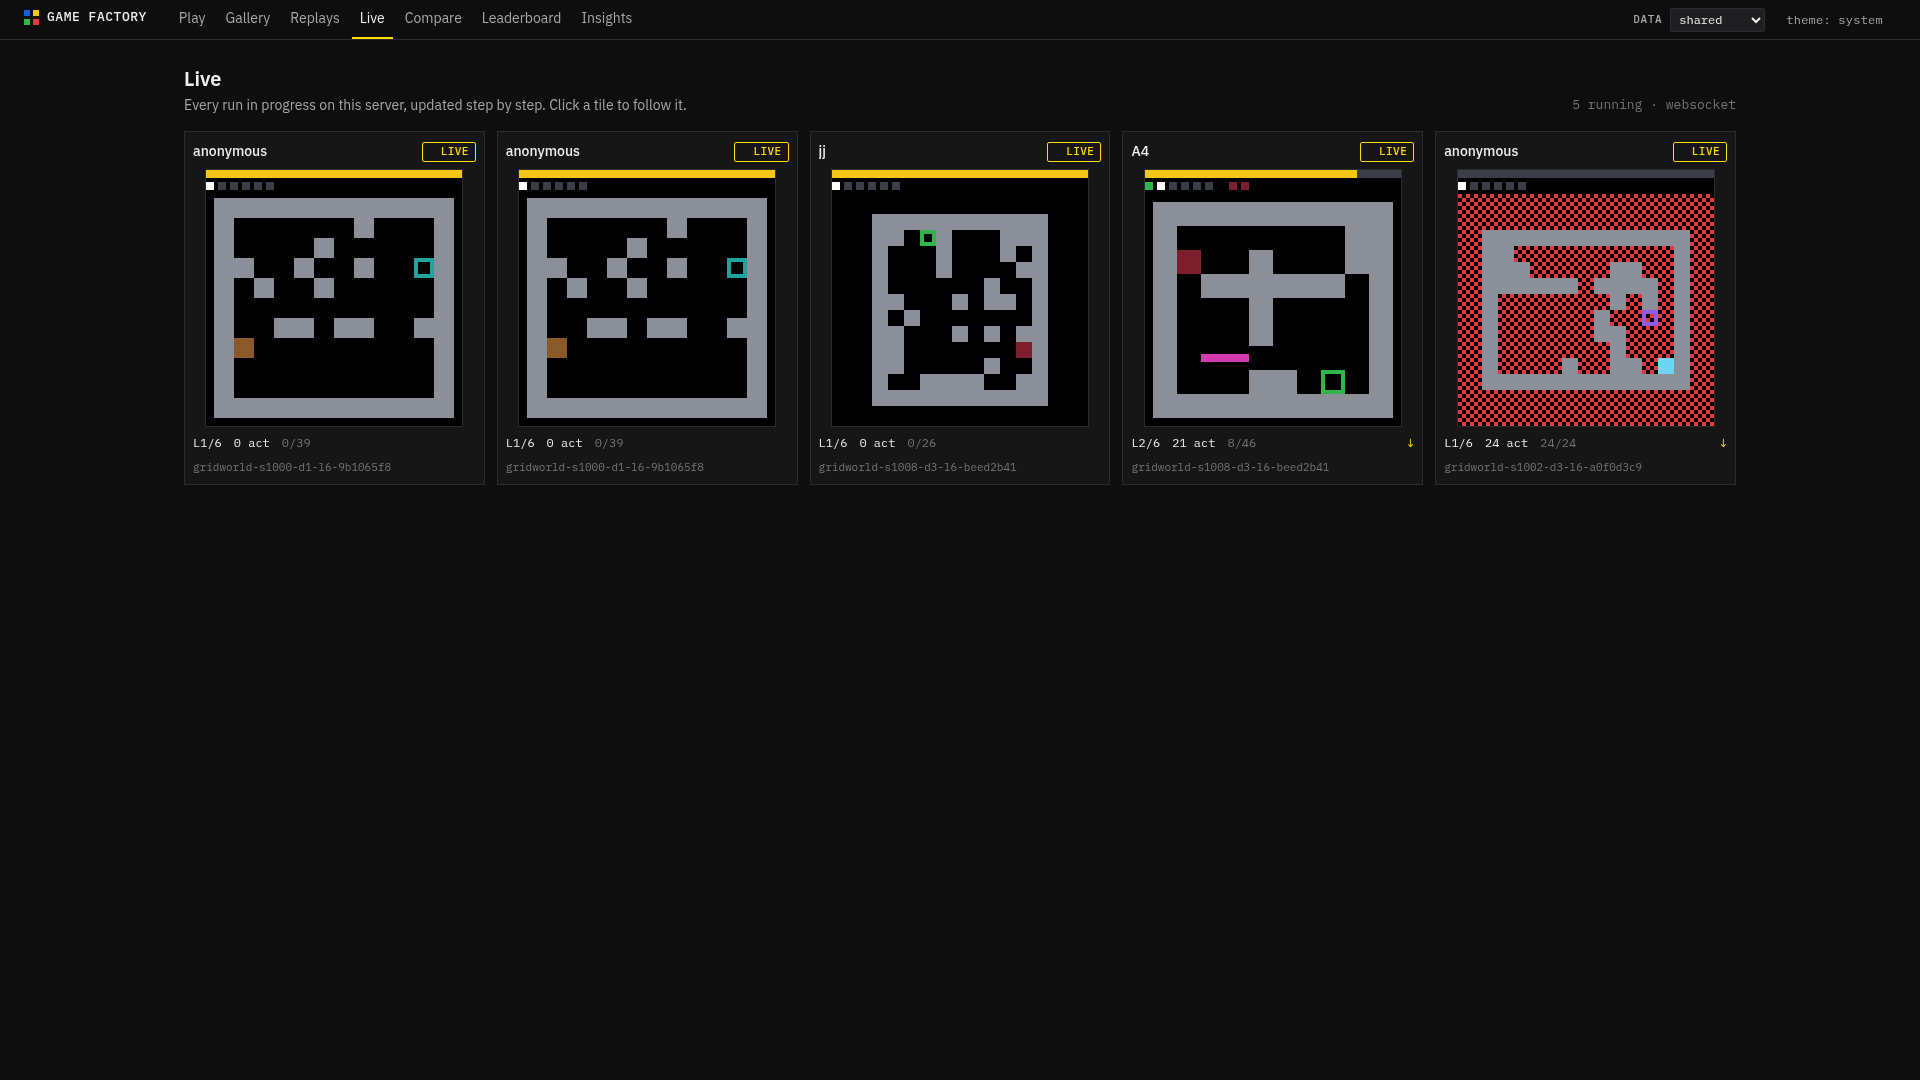 GAME FACTORY Play Gallery Replays Live Compare Leaderboard Insights DATA shared theme: system
Live
Every run in progress on this server, updated step by step. Click a tile to follow it. 5 running · websocket
anonymous LIVE
L1/6 0 act 0/39
gridworld-s1000-d1-l6-9b1065f8
anonymous LIVE
L1/6 0 act 0/39
gridworld-s1000-d1-l6-9b1065f8
jj LIVE
L1/6 0 act 0/26
gridworld-s1008-d3-l6-beed2b41
A4 LIVE
L2/6 21 act 8/46 ↓
gridworld-s1008-d3-l6-beed2b41
anonymous LIVE
L1/6 24 act 24/24 ↓
gridworld-s1002-d3-l6-a0f0d3c9